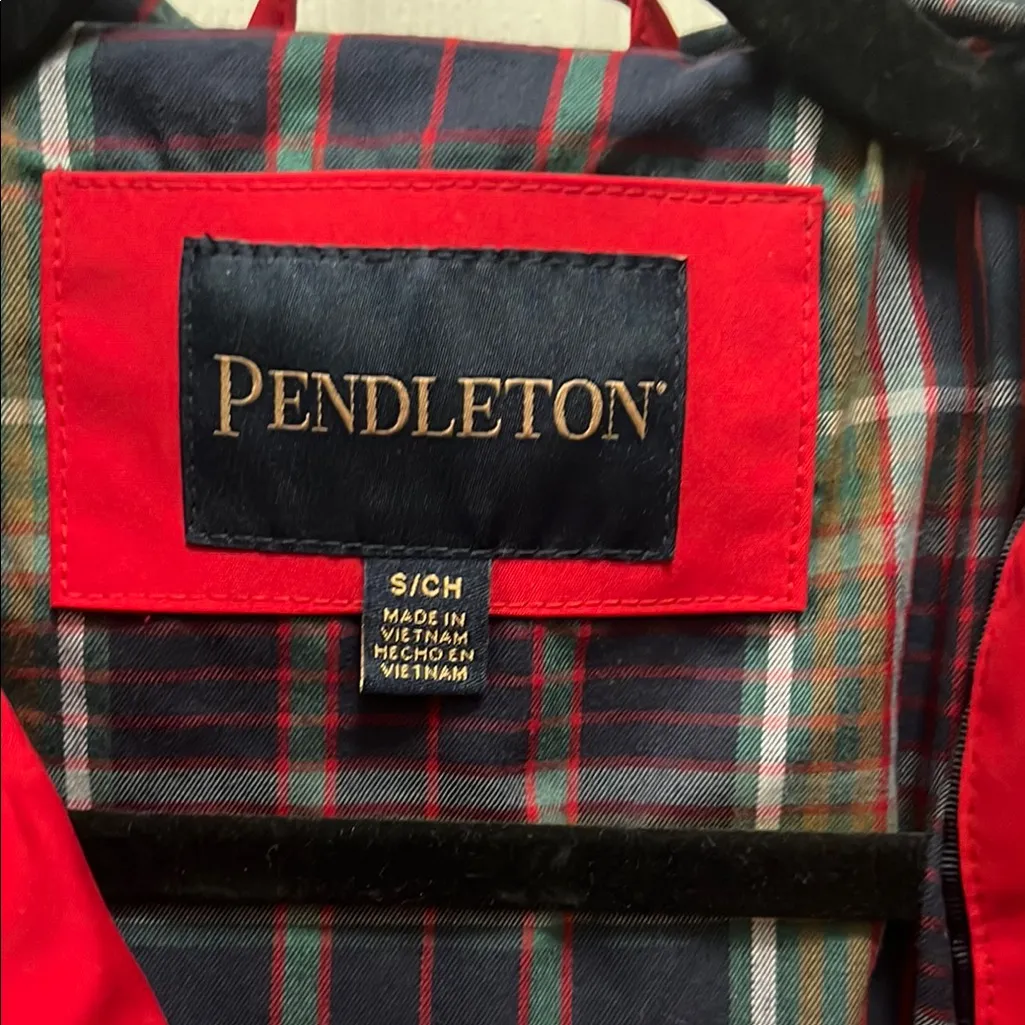 PENDLETON®
S/CH
MADE IN
VIETNAM
HECHO EN
VIETNAM